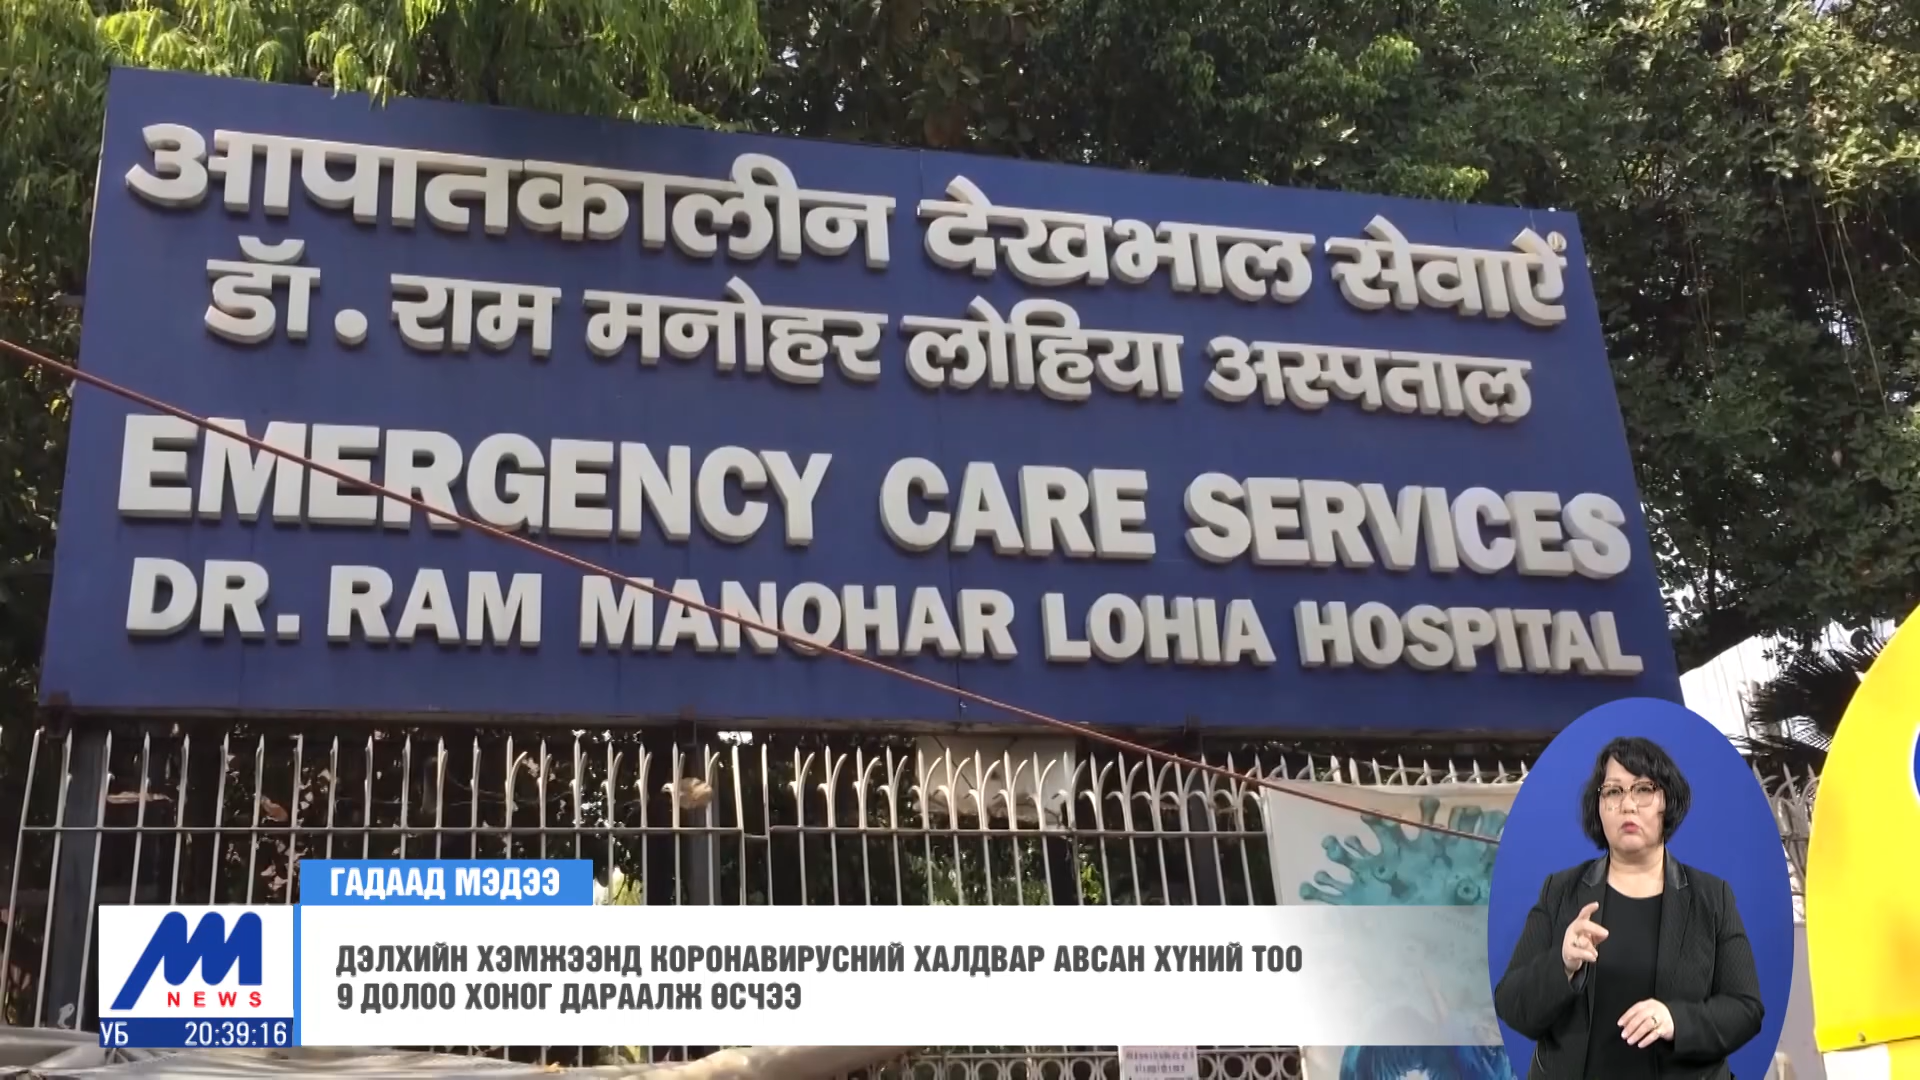 आपातकालीन देखभाल सेवाऐं
डॉ. राम मनोहर लोहिया अस्पताल
EMERGENCY CARE SERVICES
DR. RAM MANOHAR LOHIA HOSPITAL
ГАДААД МЭДЭЭ
NEWS
ДЭЛХИЙН ХЭМЖЭЭНД КОРОНАВИРУСНИЙ ХАЛДВАР АВСАН ХҮНИЙ ТОО
9 ДОЛОО ХОНОГ ДАРААЛЖ ӨСЧЭЭ
УБ 20:39:16